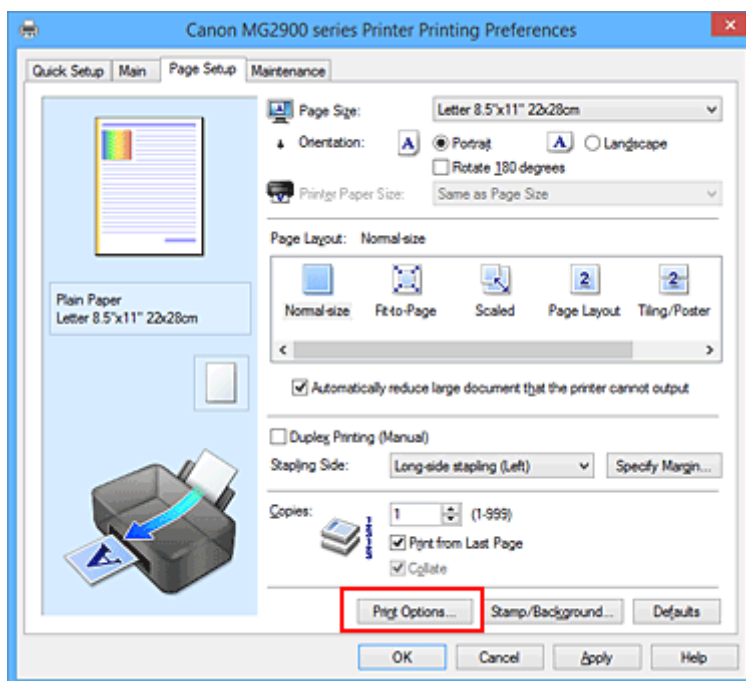 Canon MG2900 series Printer Printing Preferences
Quick Setup Main Page Setup Maintenance
Page Size: Letter 8.5"x11" 22x28cm
Orientation: A Portrait A Landscape
Rotate 180 degrees
Printer Paper Size: Same as Page Size
Page Layout: Normal-size
Normal-size Fit-to-Page Scaled Page Layout Tiling/Poster
Plain Paper
Letter 8.5"x11" 22x28cm
Automatically reduce large document that the printer cannot output
Duplex Printing (Manual)
Stapling Side: Long-side stapling (Left) Specify Margin...
Copies: 1 (1-999)
Print from Last Page
Collate
Print Options... Stamp/Background... Defaults
OK Cancel Apply Help